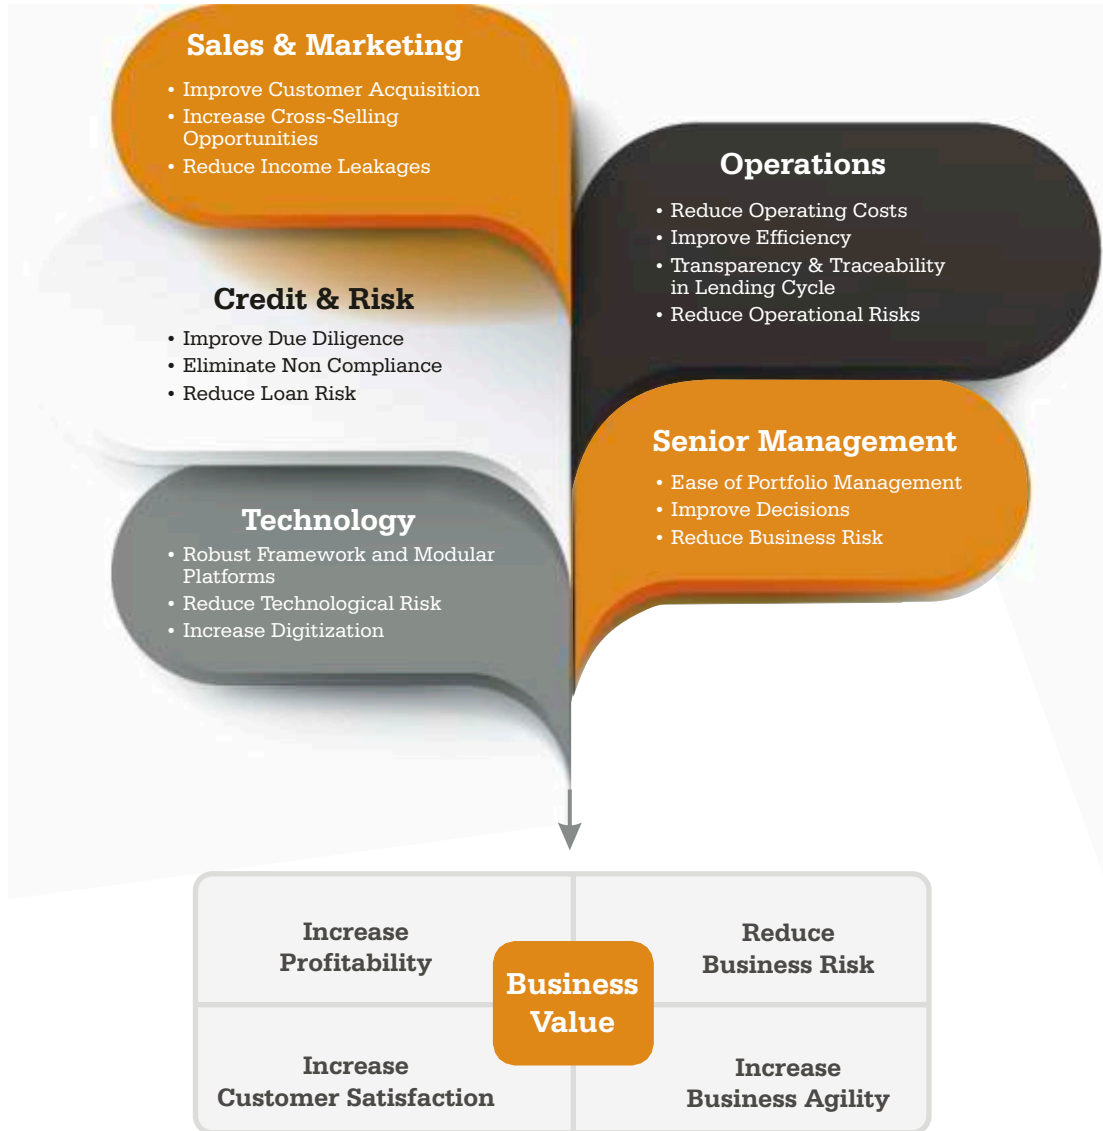 Sales & Marketing
• Improve Customer Acquisition
• Increase Cross-Selling
Opportunities
• Reduce Income Leakages
Operations
• Reduce Operating Costs
• Improve Efficiency
• Transparency & Traceability
in Lending Cycle
• Reduce Operational Risks
Credit & Risk
• Improve Due Diligence
• Eliminate Non Compliance
• Reduce Loan Risk
Senior Management
• Ease of Portfolio Management
• Improve Decisions
• Reduce Business Risk
Technology
• Robust Framework and Modular
Platforms
• Reduce Technological Risk
• Increase Digitization
Increase
Profitability
Reduce
Business Risk
Business
Value
Increase
Customer Satisfaction
Increase
Business Agility